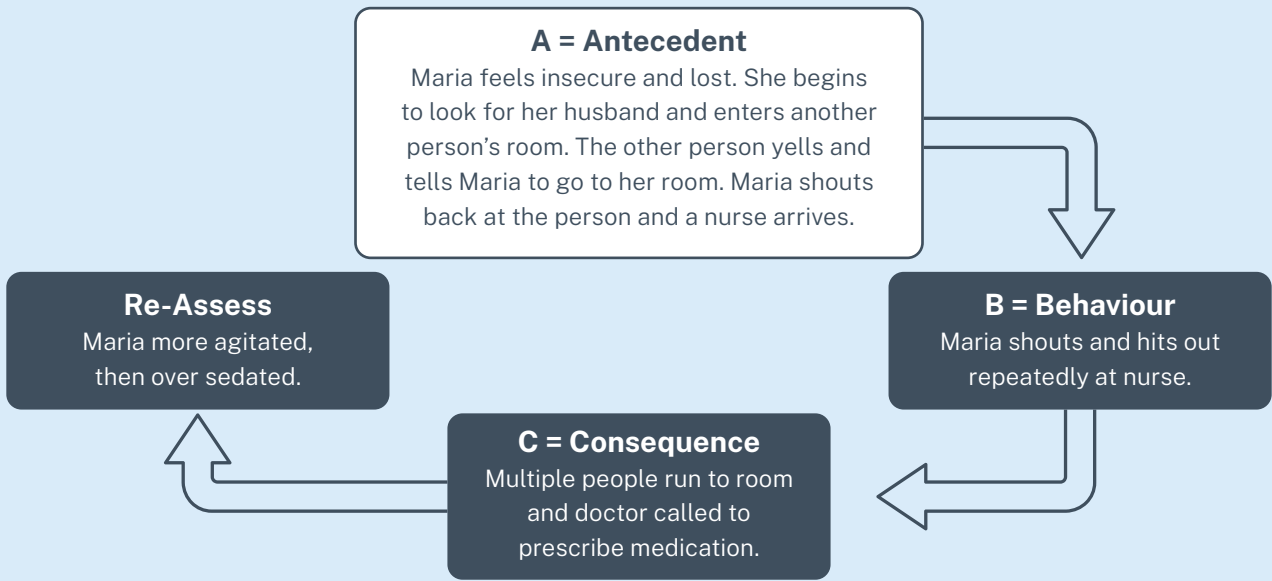 A = Antecedent
Maria feels insecure and lost. She begins
to look for her husband and enters another
person’s room. The other person yells and
tells Maria to go to her room. Maria shouts
back at the person and a nurse arrives.
B = Behaviour
Maria shouts and hits out
repeatedly at nurse.
C = Consequence
Multiple people run to room
and doctor called to
prescribe medication.
Re-Assess
Maria more agitated,
then over sedated.